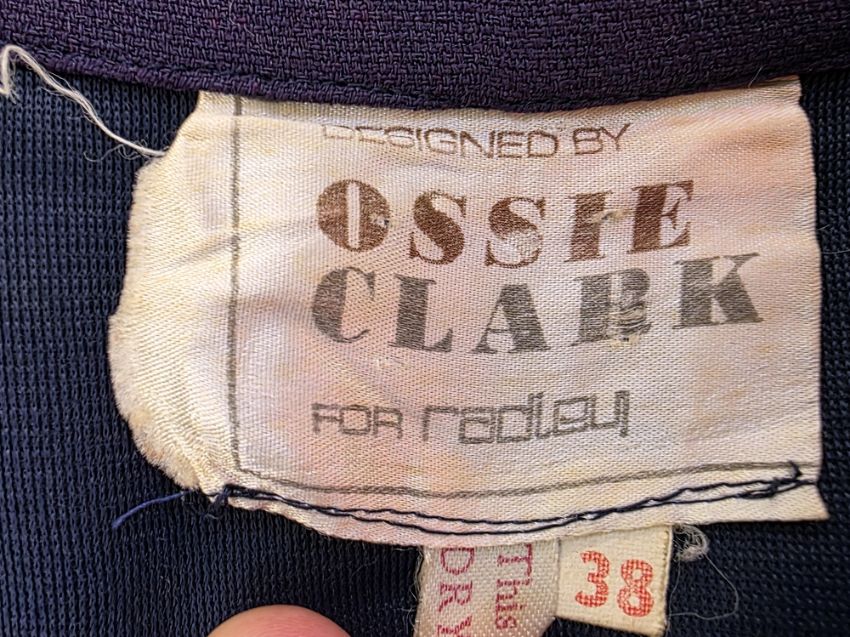 DESIGNED BY
OSSIE
CLARK
FOR radley
This
DRY
38